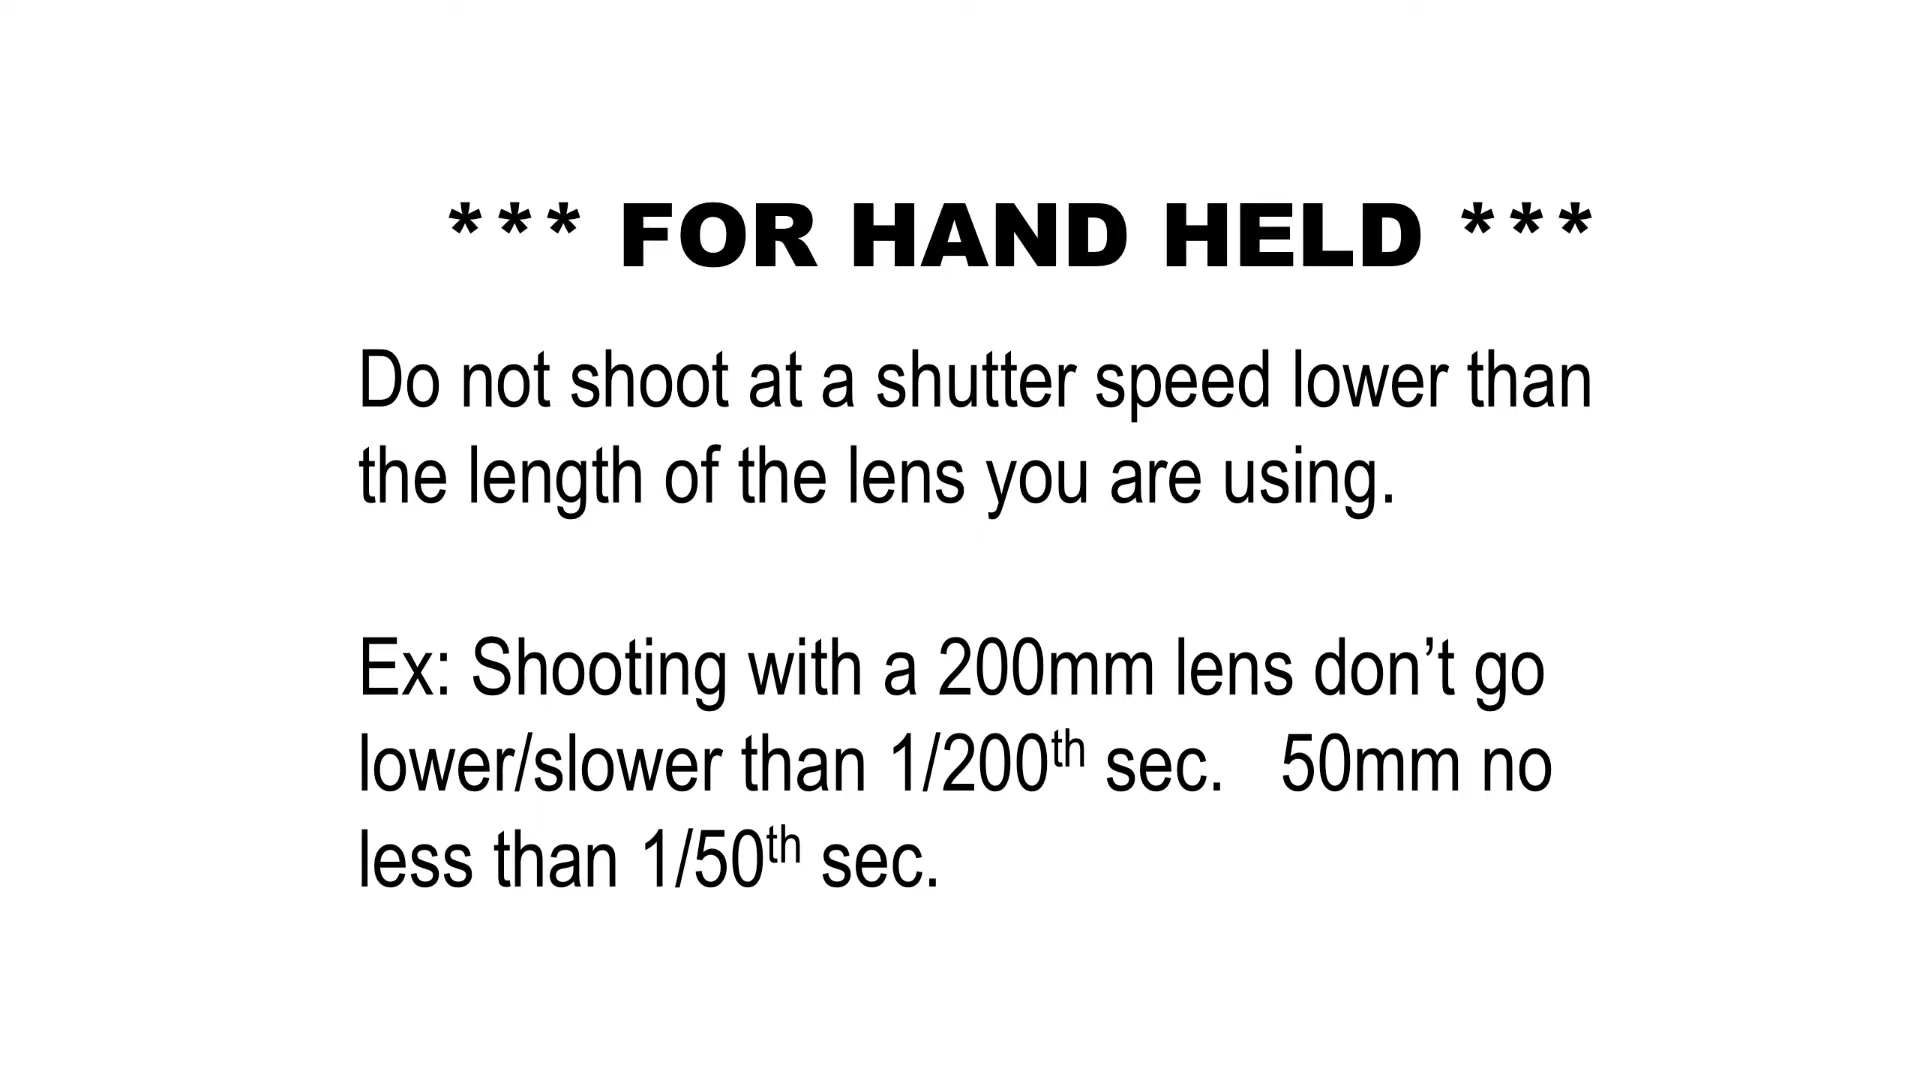 *** FOR HAND HELD ***
Do not shoot at a shutter speed lower than
the length of the lens you are using.
Ex: Shooting with a 200mm lens don’t go
lower/slower than 1/200th sec.   50mm no
less than 1/50th sec.